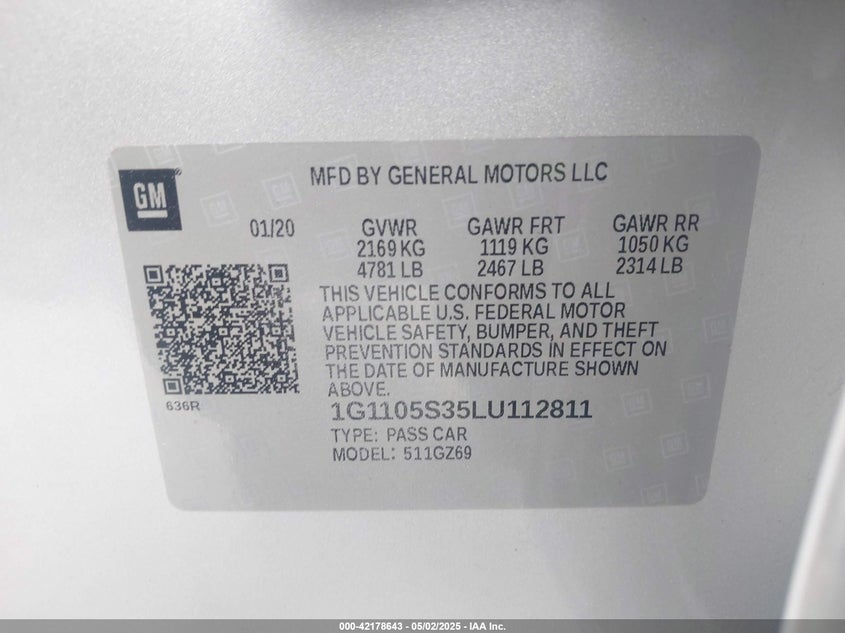 GM
MFD BY GENERAL MOTORS LLC
01/20 GVWR GAWR FRT GAWR RR
2169 KG 1119 KG 1050 KG
4781 LB 2467 LB 2314 LB
THIS VEHICLE CONFORMS TO ALL
APPLICABLE U.S. FEDERAL MOTOR
VEHICLE SAFETY, BUMPER, AND THEFT
PREVENTION STANDARDS IN EFFECT ON
THE DATE OF MANUFACTURE SHOWN
ABOVE.
636R
1G1105S35LU112811
TYPE: PASS CAR
MODEL: 511GZ69
000-42178643 - 05/02/2025 - IAA Inc.